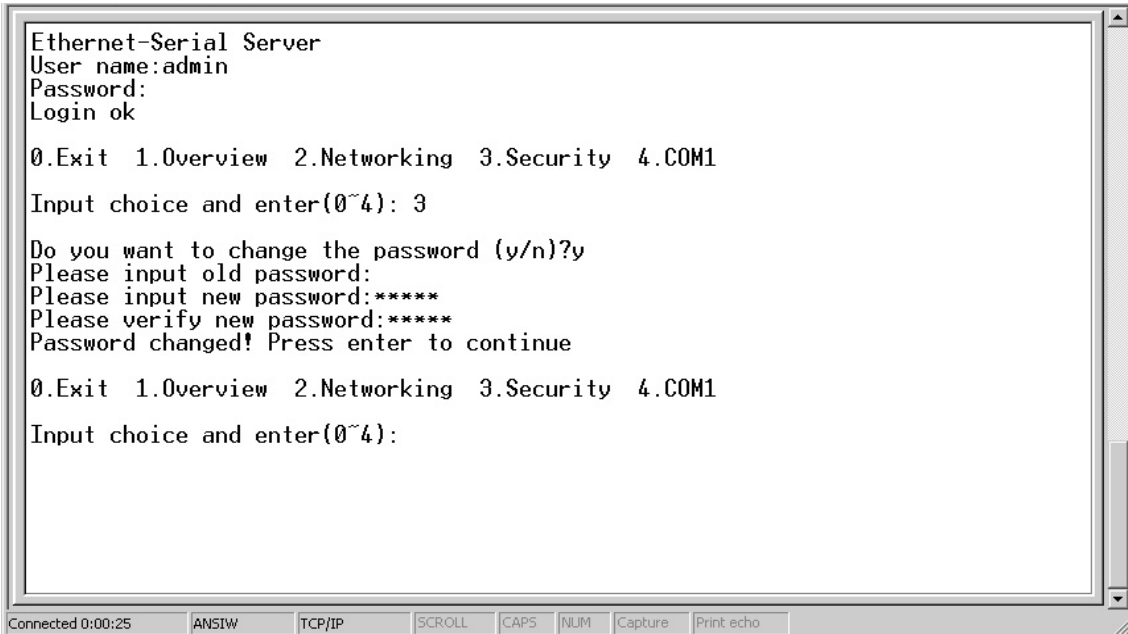 Ethernet-Serial Server
User name:admin
Password:
Login ok
0.Exit 1.Overview 2.Networking 3.Security 4.COM1
Input choice and enter(0~4): 3
Do you want to change the password (y/n)?y
Please input old password:
Please input new password:*****
Please verify new password:*****
Password changed! Press enter to continue
0.Exit 1.Overview 2.Networking 3.Security 4.COM1
Input choice and enter(0~4):
Connected 0:00:25 ANSIW TCP/IP SCROLL CAPS NUM Capture Print echo